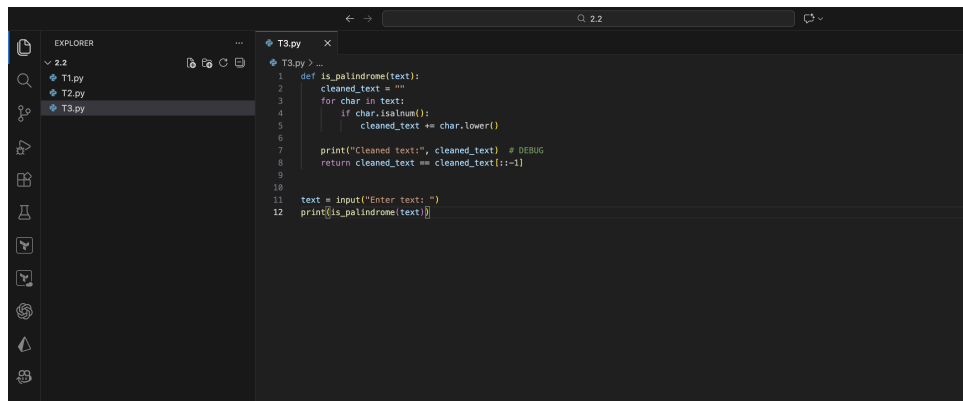 2.2
EXPLORER
...
T3.py
2.2
T1.py
T2.py
T3.py
T3.py > ...
1 def is_palindrome(text):
2     cleaned_text = ""
3     for char in text:
4         if char.isalnum():
5             cleaned_text += char.lower()
6
7     print("Cleaned text:", cleaned_text)  # DEBUG
8     return cleaned_text == cleaned_text[::-1]
9
10
11 text = input("Enter text: ")
12 print(is_palindrome(text))